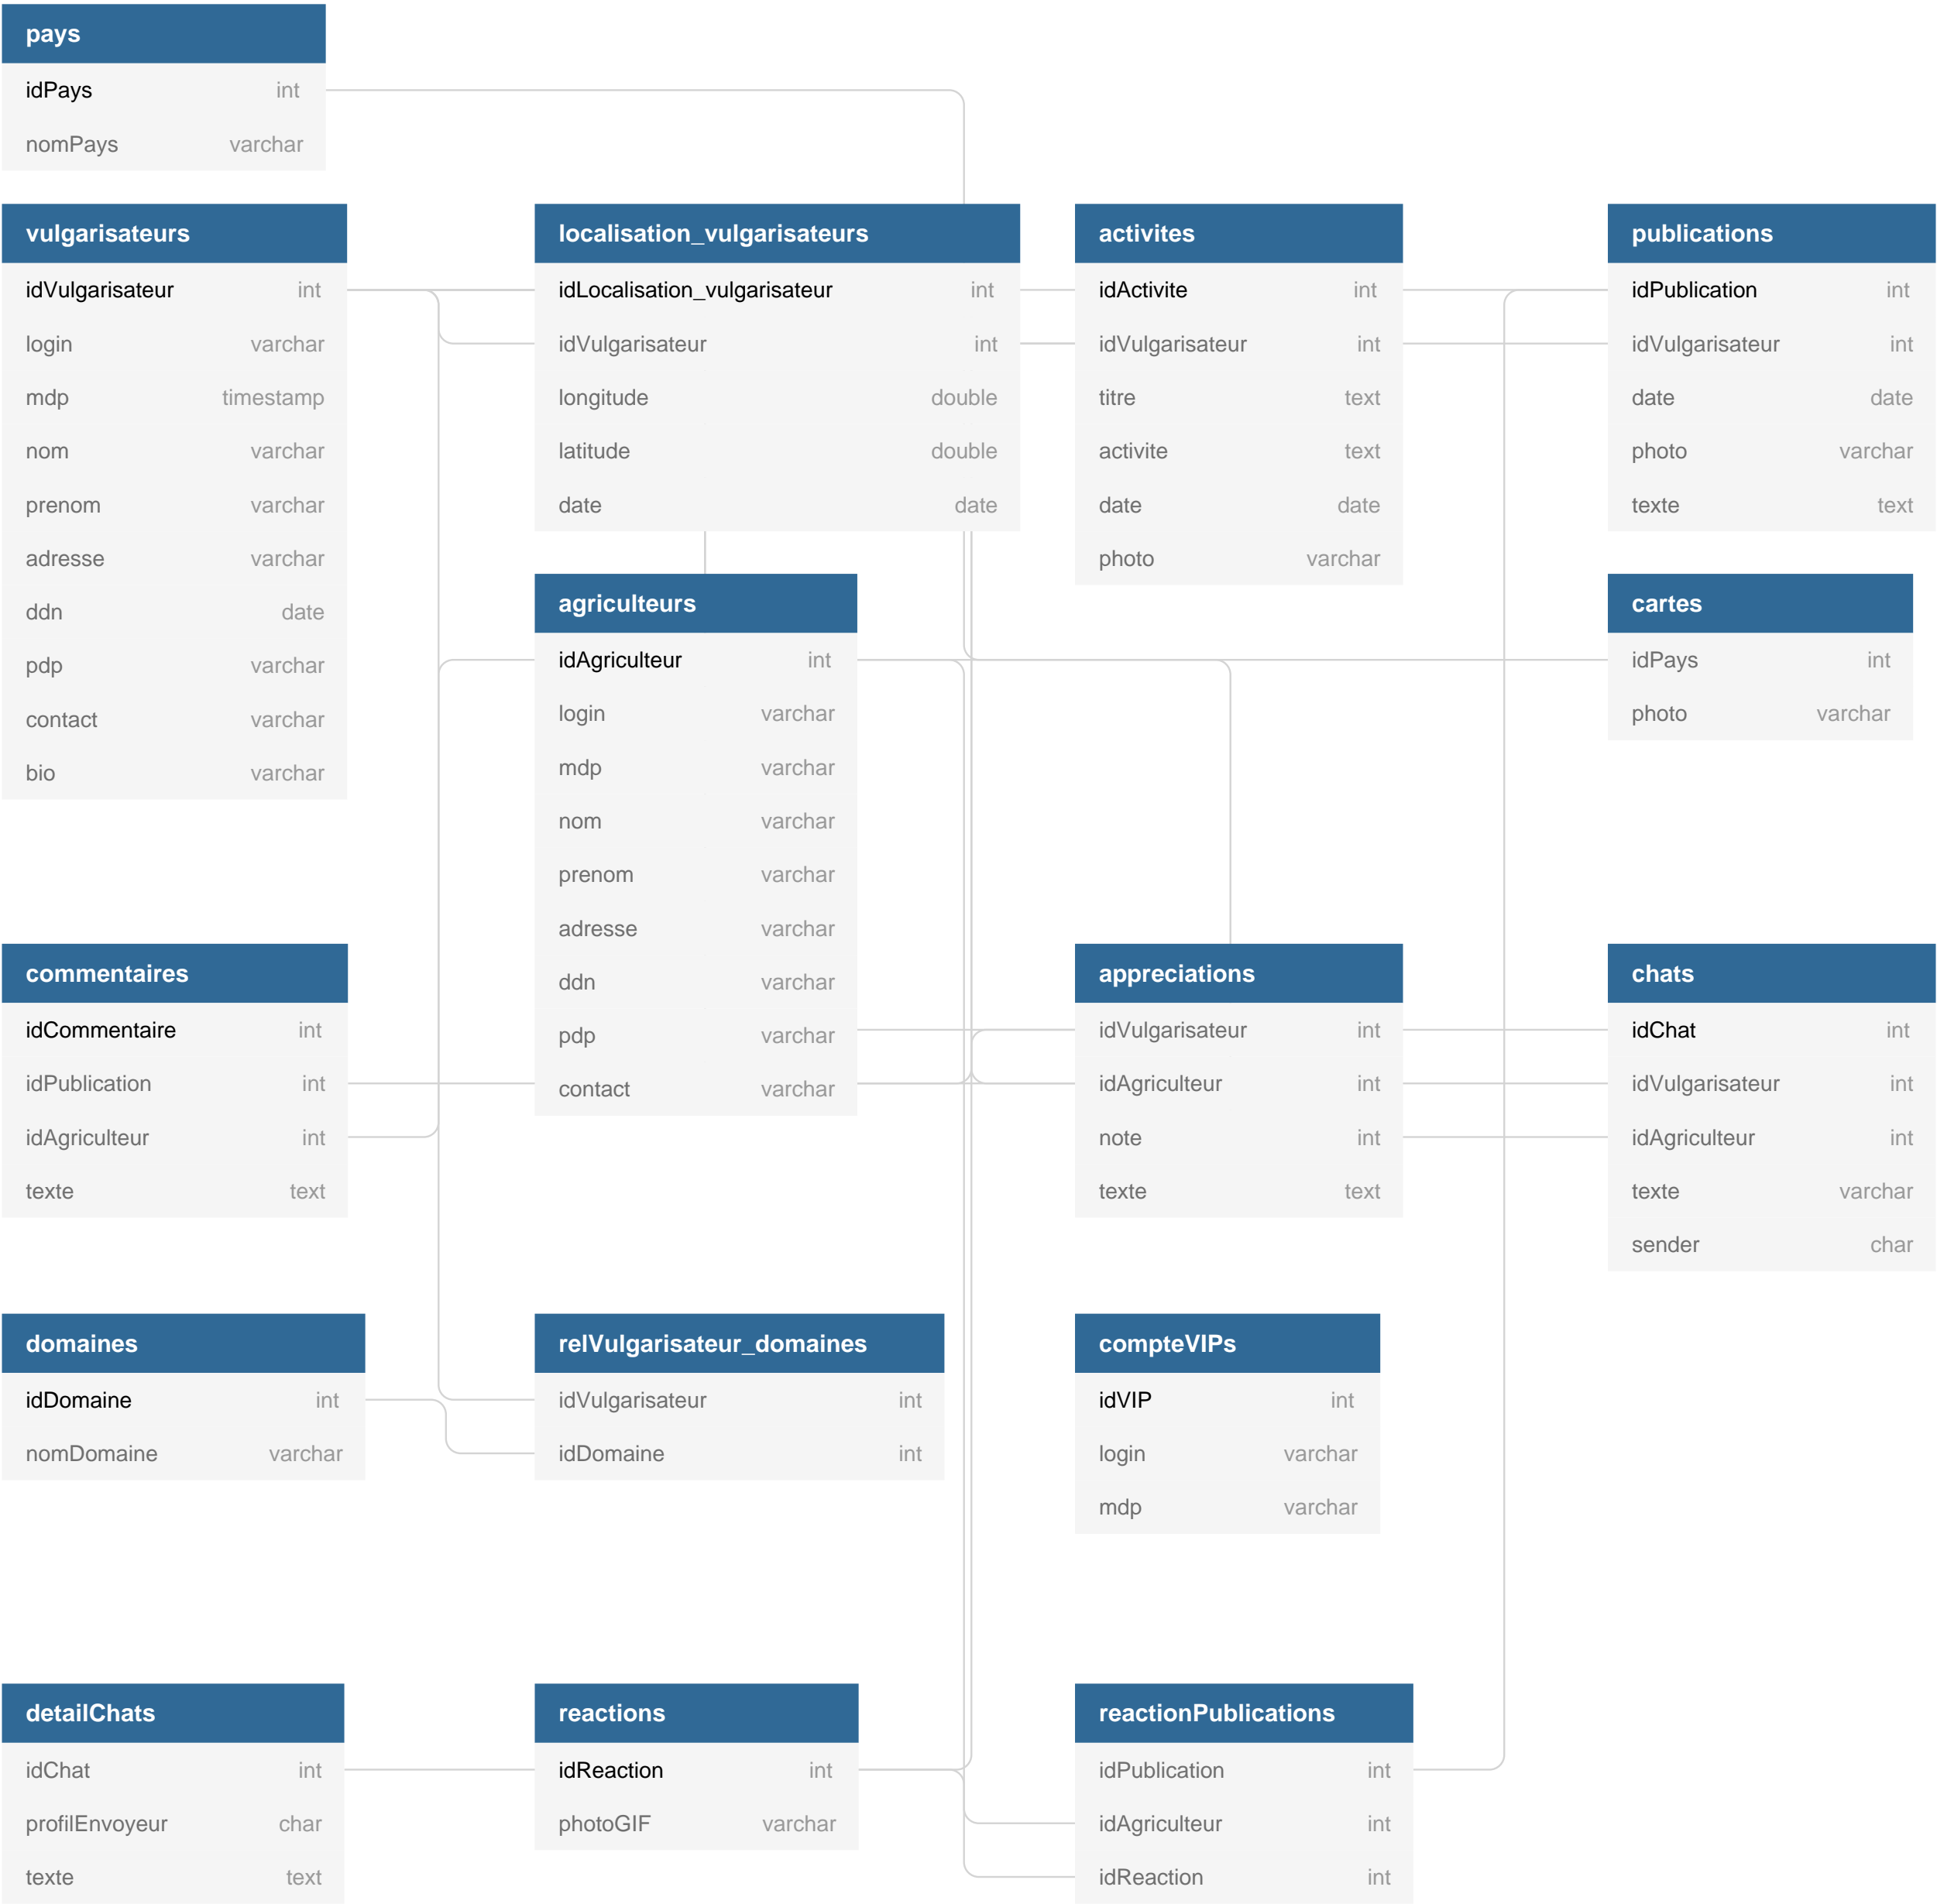 pays
idPays int
nomPays varchar
vulgarisateurs
idVulgarisateur int
login varchar
mdp timestamp
nom varchar
prenom varchar
adresse varchar
ddn date
pdp varchar
contact varchar
bio varchar
localisation_vulgarisateurs
idLocalisation_vulgarisateur int
idVulgarisateur int
longitude double
latitude double
date date
activites
idActivite int
idVulgarisateur int
titre text
activite text
date date
photo varchar
publications
idPublication int
idVulgarisateur int
date date
photo varchar
texte text
agriculteurs
idAgriculteur int
login varchar
mdp varchar
nom varchar
prenom varchar
adresse varchar
ddn varchar
pdp varchar
contact varchar
cartes
idPays int
photo varchar
commentaires
idCommentaire int
idPublication int
idAgriculteur int
texte text
appreciations
idVulgarisateur int
idAgriculteur int
note int
texte text
chats
idChat int
idVulgarisateur int
idAgriculteur int
texte varchar
sender char
domaines
idDomaine int
nomDomaine varchar
relVulgarisateur_domaines
idVulgarisateur int
idDomaine int
compteVIPs
idVIP int
login varchar
mdp varchar
detailChats
idChat int
profilEnvoyeur char
texte text
reactions
idReaction int
photoGIF varchar
reactionPublications
idPublication int
idAgriculteur int
idReaction int